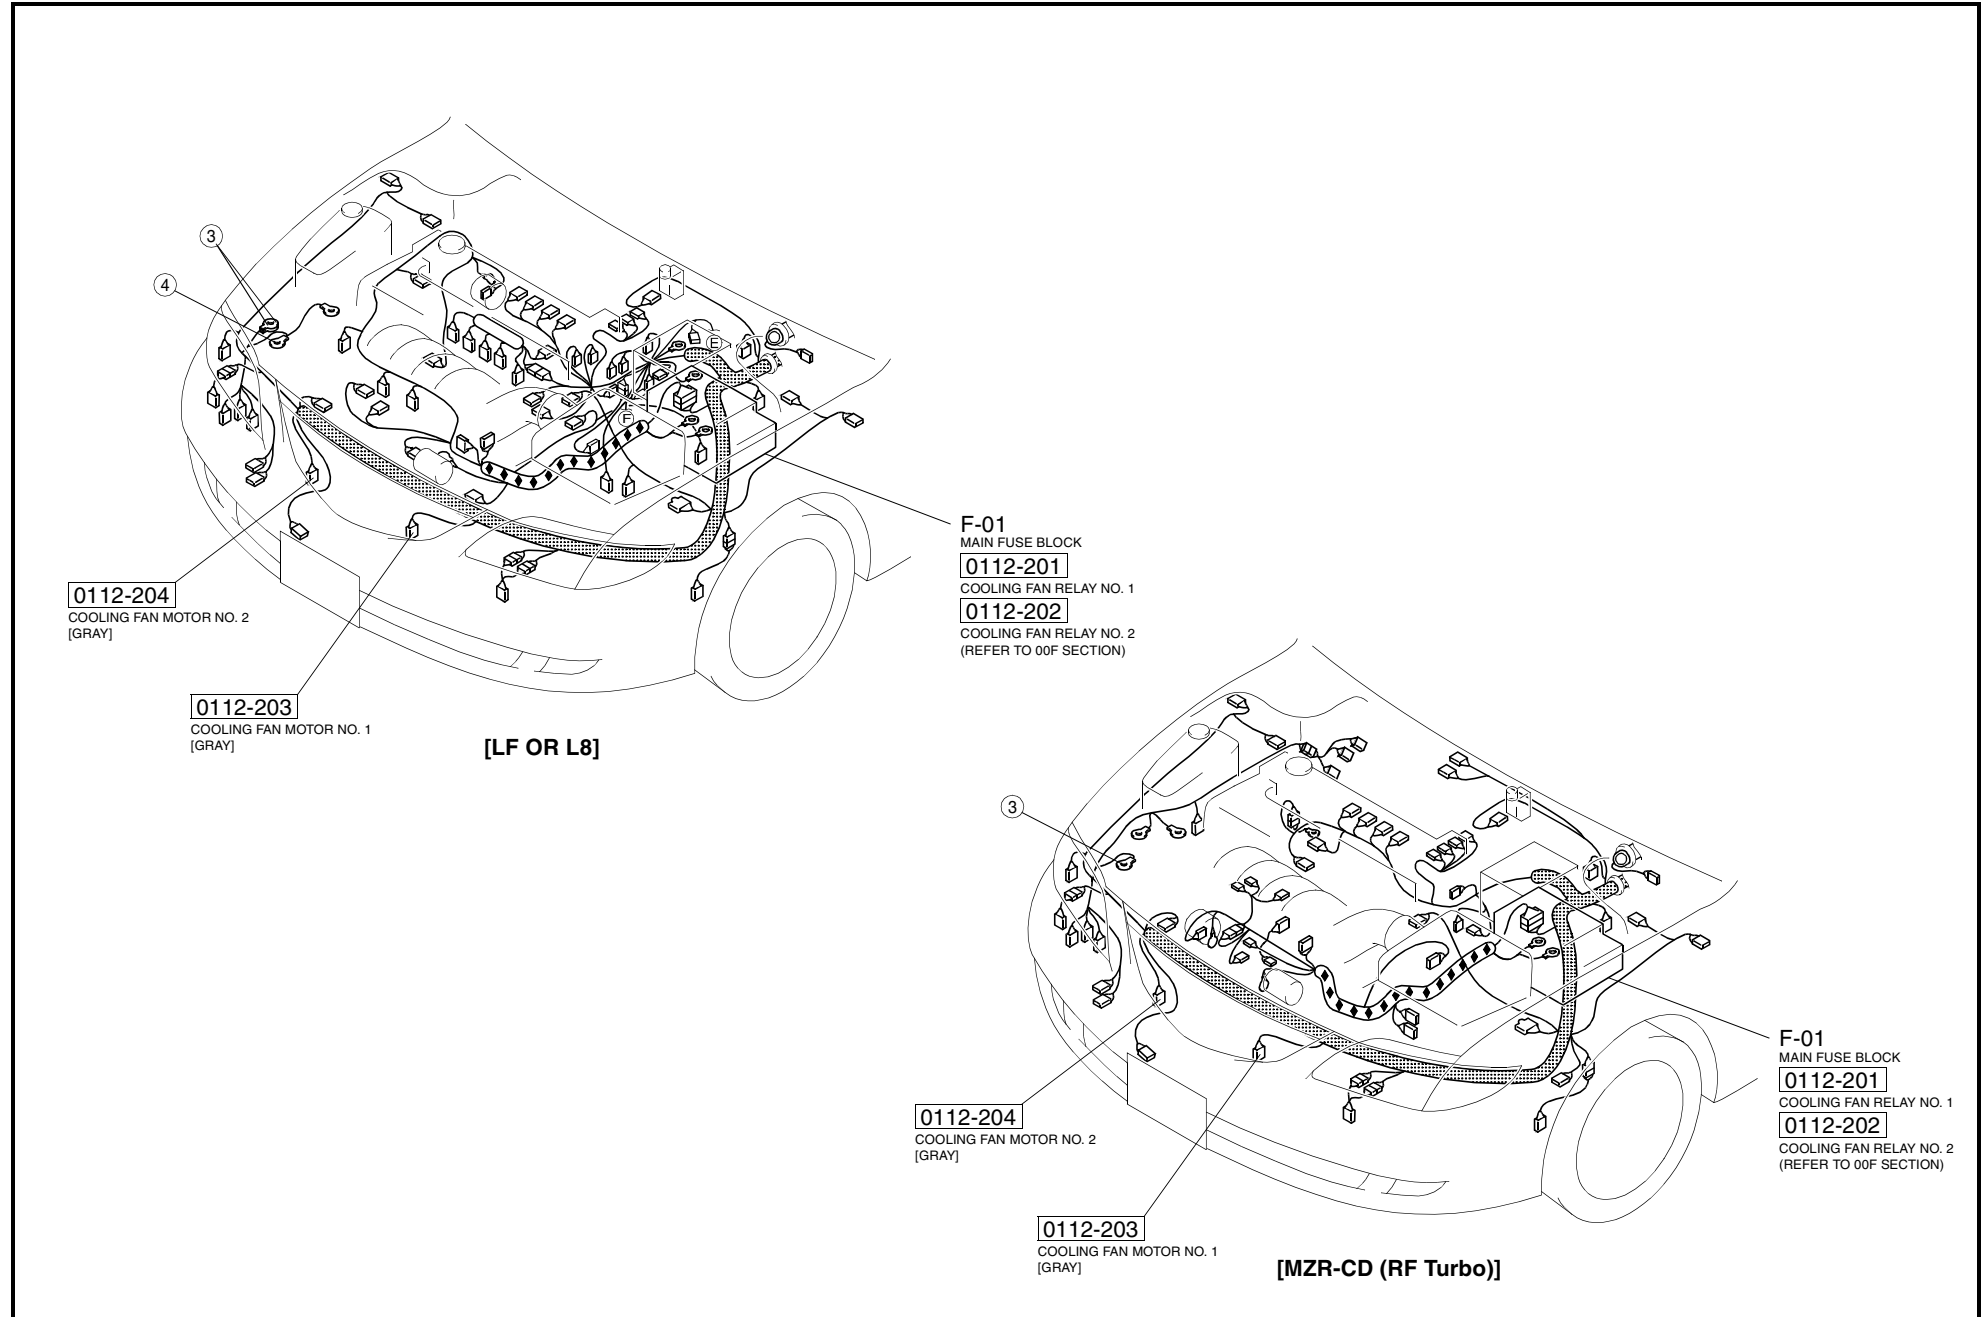 3
4
E
F
F-01
MAIN FUSE BLOCK
0112-201
COOLING FAN RELAY NO. 1
0112-202
COOLING FAN RELAY NO. 2
(REFER TO 00F SECTION)
0112-204
COOLING FAN MOTOR NO. 2
[GRAY]
0112-203
COOLING FAN MOTOR NO. 1
[GRAY]
[LF OR L8]
3
F-01
MAIN FUSE BLOCK
0112-201
COOLING FAN RELAY NO. 1
0112-202
COOLING FAN RELAY NO. 2
(REFER TO 00F SECTION)
0112-204
COOLING FAN MOTOR NO. 2
[GRAY]
0112-203
COOLING FAN MOTOR NO. 1
[GRAY]
[MZR-CD (RF Turbo)]